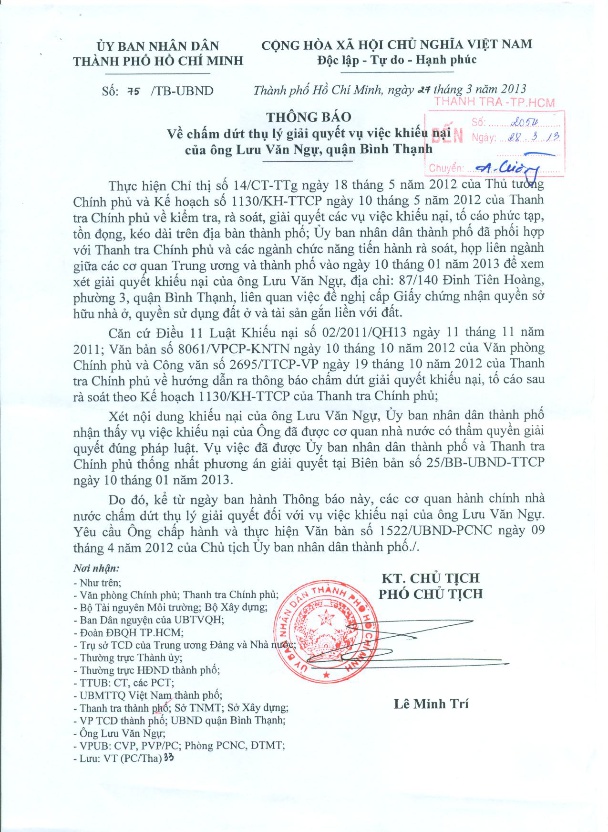 ỦY BAN NHÂN DÂN
THÀNH PHỐ HỒ CHÍ MINH
CỘNG HÒA XÃ HỘI CHỦ NGHĨA VIỆT NAM
Độc lập - Tự do - Hạnh phúc
Số: 75 /TB-UBND
Thành phố Hồ Chí Minh, ngày 27 tháng 3 năm 2013
THANH TRA - TP.HCM
ĐẾN
Số: 2054
Ngày: 28.3.13
Chuyển: A. Cường
THÔNG BÁO
Về chấm dứt thụ lý giải quyết vụ việc khiếu nại
của ông Lưu Văn Ngự, quận Bình Thạnh
Thực hiện Chỉ thị số 14/CT-TTg ngày 18 tháng 5 năm 2012 của Thủ tướng
Chính phủ và Kế hoạch số 1130/KH-TTCP ngày 10 tháng 5 năm 2012 của Thanh
tra Chính phủ về kiểm tra, rà soát, giải quyết các vụ việc khiếu nại, tố cáo phức tạp,
tồn đọng, kéo dài trên địa bàn thành phố; Ủy ban nhân dân thành phố đã phối hợp
với Thanh tra Chính phủ và các ngành chức năng tiến hành rà soát, họp liên ngành
giữa các cơ quan Trung ương và thành phố vào ngày 10 tháng 01 năm 2013 để xem
xét giải quyết khiếu nại của ông Lưu Văn Ngự, địa chỉ: 87/140 Đinh Tiên Hoàng,
phường 3, quận Bình Thạnh, liên quan việc đề nghị cấp Giấy chứng nhận quyền sở
hữu nhà ở, quyền sử dụng đất ở và tài sản gắn liền với đất.
Căn cứ Điều 11 Luật Khiếu nại số 02/2011/QH13 ngày 11 tháng 11 năm
2011; Văn bản số 8061/VPCP-KNTN ngày 10 tháng 10 năm 2012 của Văn phòng
Chính phủ và Công văn số 2695/TTCP-VP ngày 19 tháng 10 năm 2012 của Thanh
tra Chính phủ về hướng dẫn ra thông báo chấm dứt giải quyết khiếu nại, tố cáo sau
rà soát theo Kế hoạch 1130/KH-TTCP của Thanh tra Chính phủ;
Xét nội dung khiếu nại của ông Lưu Văn Ngự, Ủy ban nhân dân thành phố
nhận thấy vụ việc khiếu nại của Ông đã được cơ quan nhà nước có thẩm quyền giải
quyết đúng pháp luật. Vụ việc đã được Ủy ban nhân dân thành phố và Thanh tra
Chính phủ thống nhất phương án giải quyết tại Biên bản số 25/BB-UBND-TTCP
ngày 10 tháng 01 năm 2013.
Do đó, kể từ ngày ban hành Thông báo này, các cơ quan hành chính nhà
nước chấm dứt thụ lý giải quyết đối với vụ việc khiếu nại của ông Lưu Văn Ngự.
Yêu cầu Ông chấp hành và thực hiện Văn bản số 1522/UBND-PCNC ngày 09
tháng 4 năm 2012 của Chủ tịch Ủy ban nhân dân thành phố./.
Nơi nhận:
- Như trên;
- Văn phòng Chính phủ; Thanh tra Chính phủ;
- Bộ Tài nguyên Môi trường; Bộ Xây dựng;
- Ban Dân nguyện của UBTVQH;
- Đoàn ĐBQH TP.HCM;
- Trụ sở TCD của Trung ương Đảng và Nhà nước;
- Thường trực Thành ủy;
- Thường trực HĐND thành phố;
- TTUB: CT, các PCT;
- UBMTTQ Việt Nam thành phố;
- Thanh tra thành phố; Sở TNMT; Sở Xây dựng;
- VP TCD thành phố; UBND quận Bình Thạnh;
- Ông Lưu Văn Ngự;
- VPUB: CVP, PVP/PC; Phòng PCNC, ĐTMT;
- Lưu: VT (PC/Tha) 33
KT. CHỦ TỊCH
PHÓ CHỦ TỊCH
ỦY BAN NHÂN DÂN THÀNH PHỐ HỒ CHÍ MINH
Lê Minh Trí